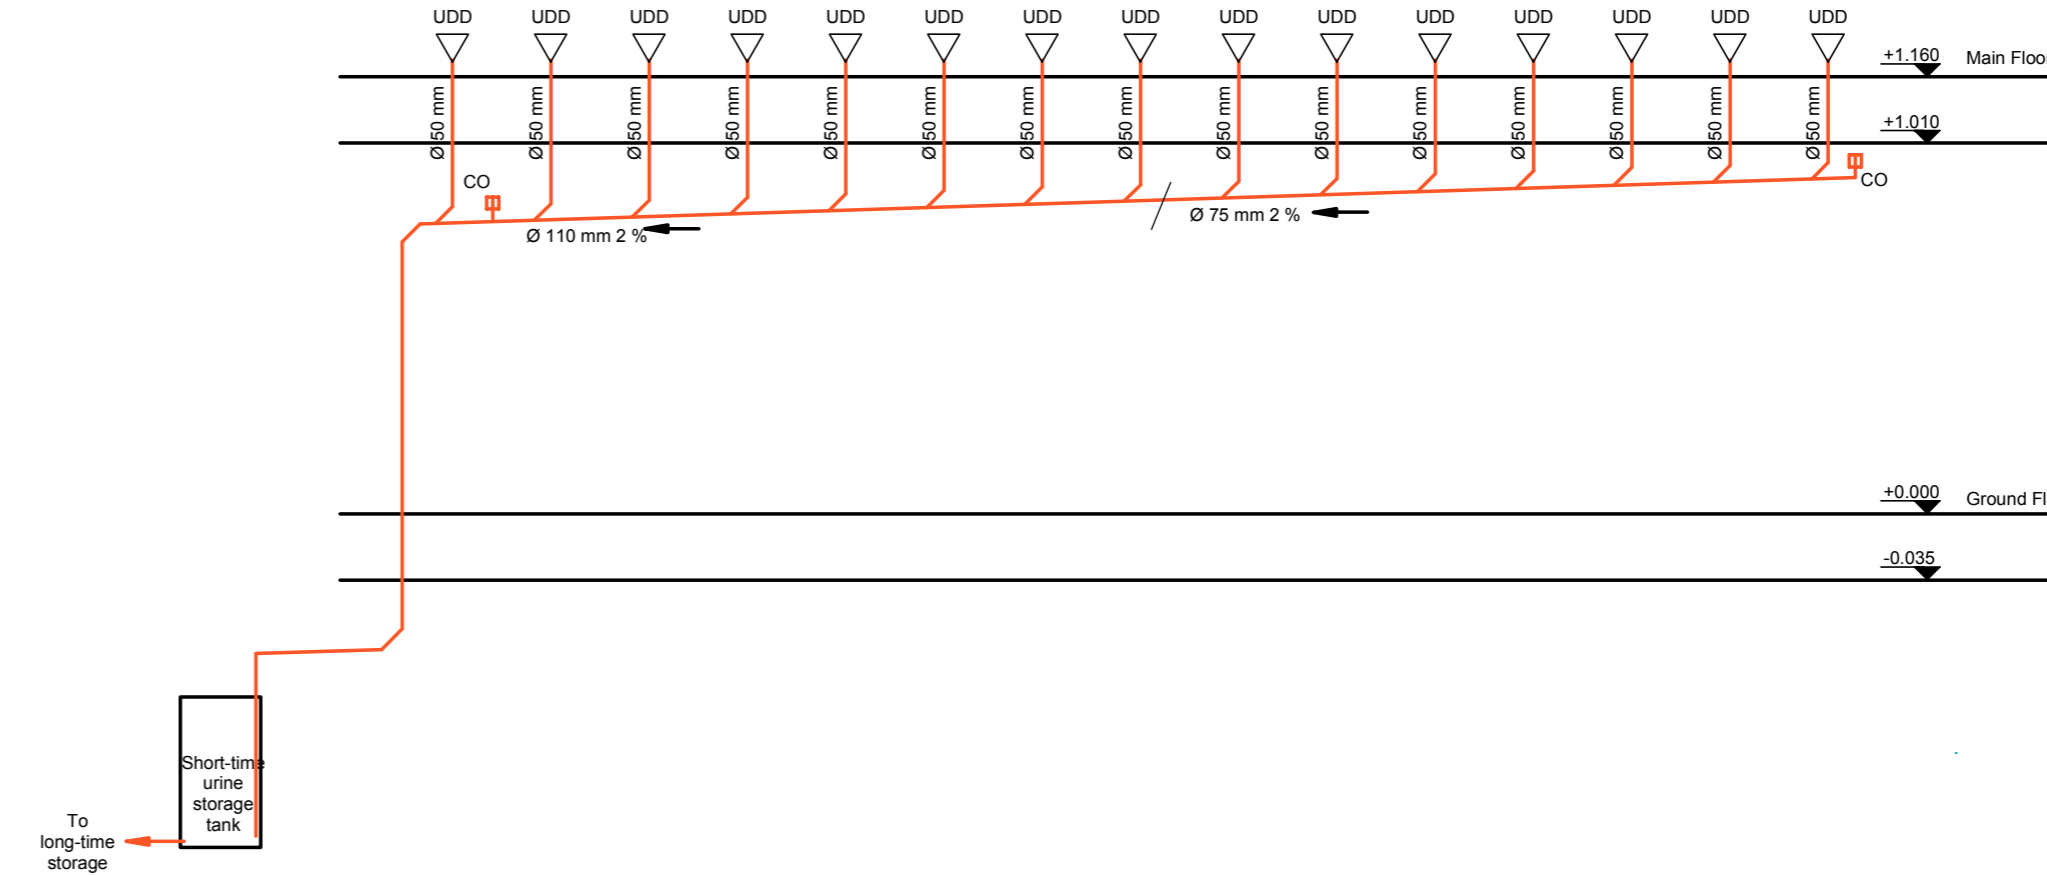 UDD UDD UDD UDD UDD UDD UDD UDD UDD UDD UDD UDD UDD UDD UDD
+1.160 Main Floor
Ø 50 mm Ø 50 mm Ø 50 mm Ø 50 mm Ø 50 mm Ø 50 mm Ø 50 mm Ø 50 mm Ø 50 mm Ø 50 mm Ø 50 mm Ø 50 mm Ø 50 mm Ø 50 mm Ø 50 mm
+1.010
CO
CO
Ø 75 mm 2 %
Ø 110 mm 2 %
+0.000 Ground Fl
-0.035
Short-time
urine
storage
tank
To
long-time
storage